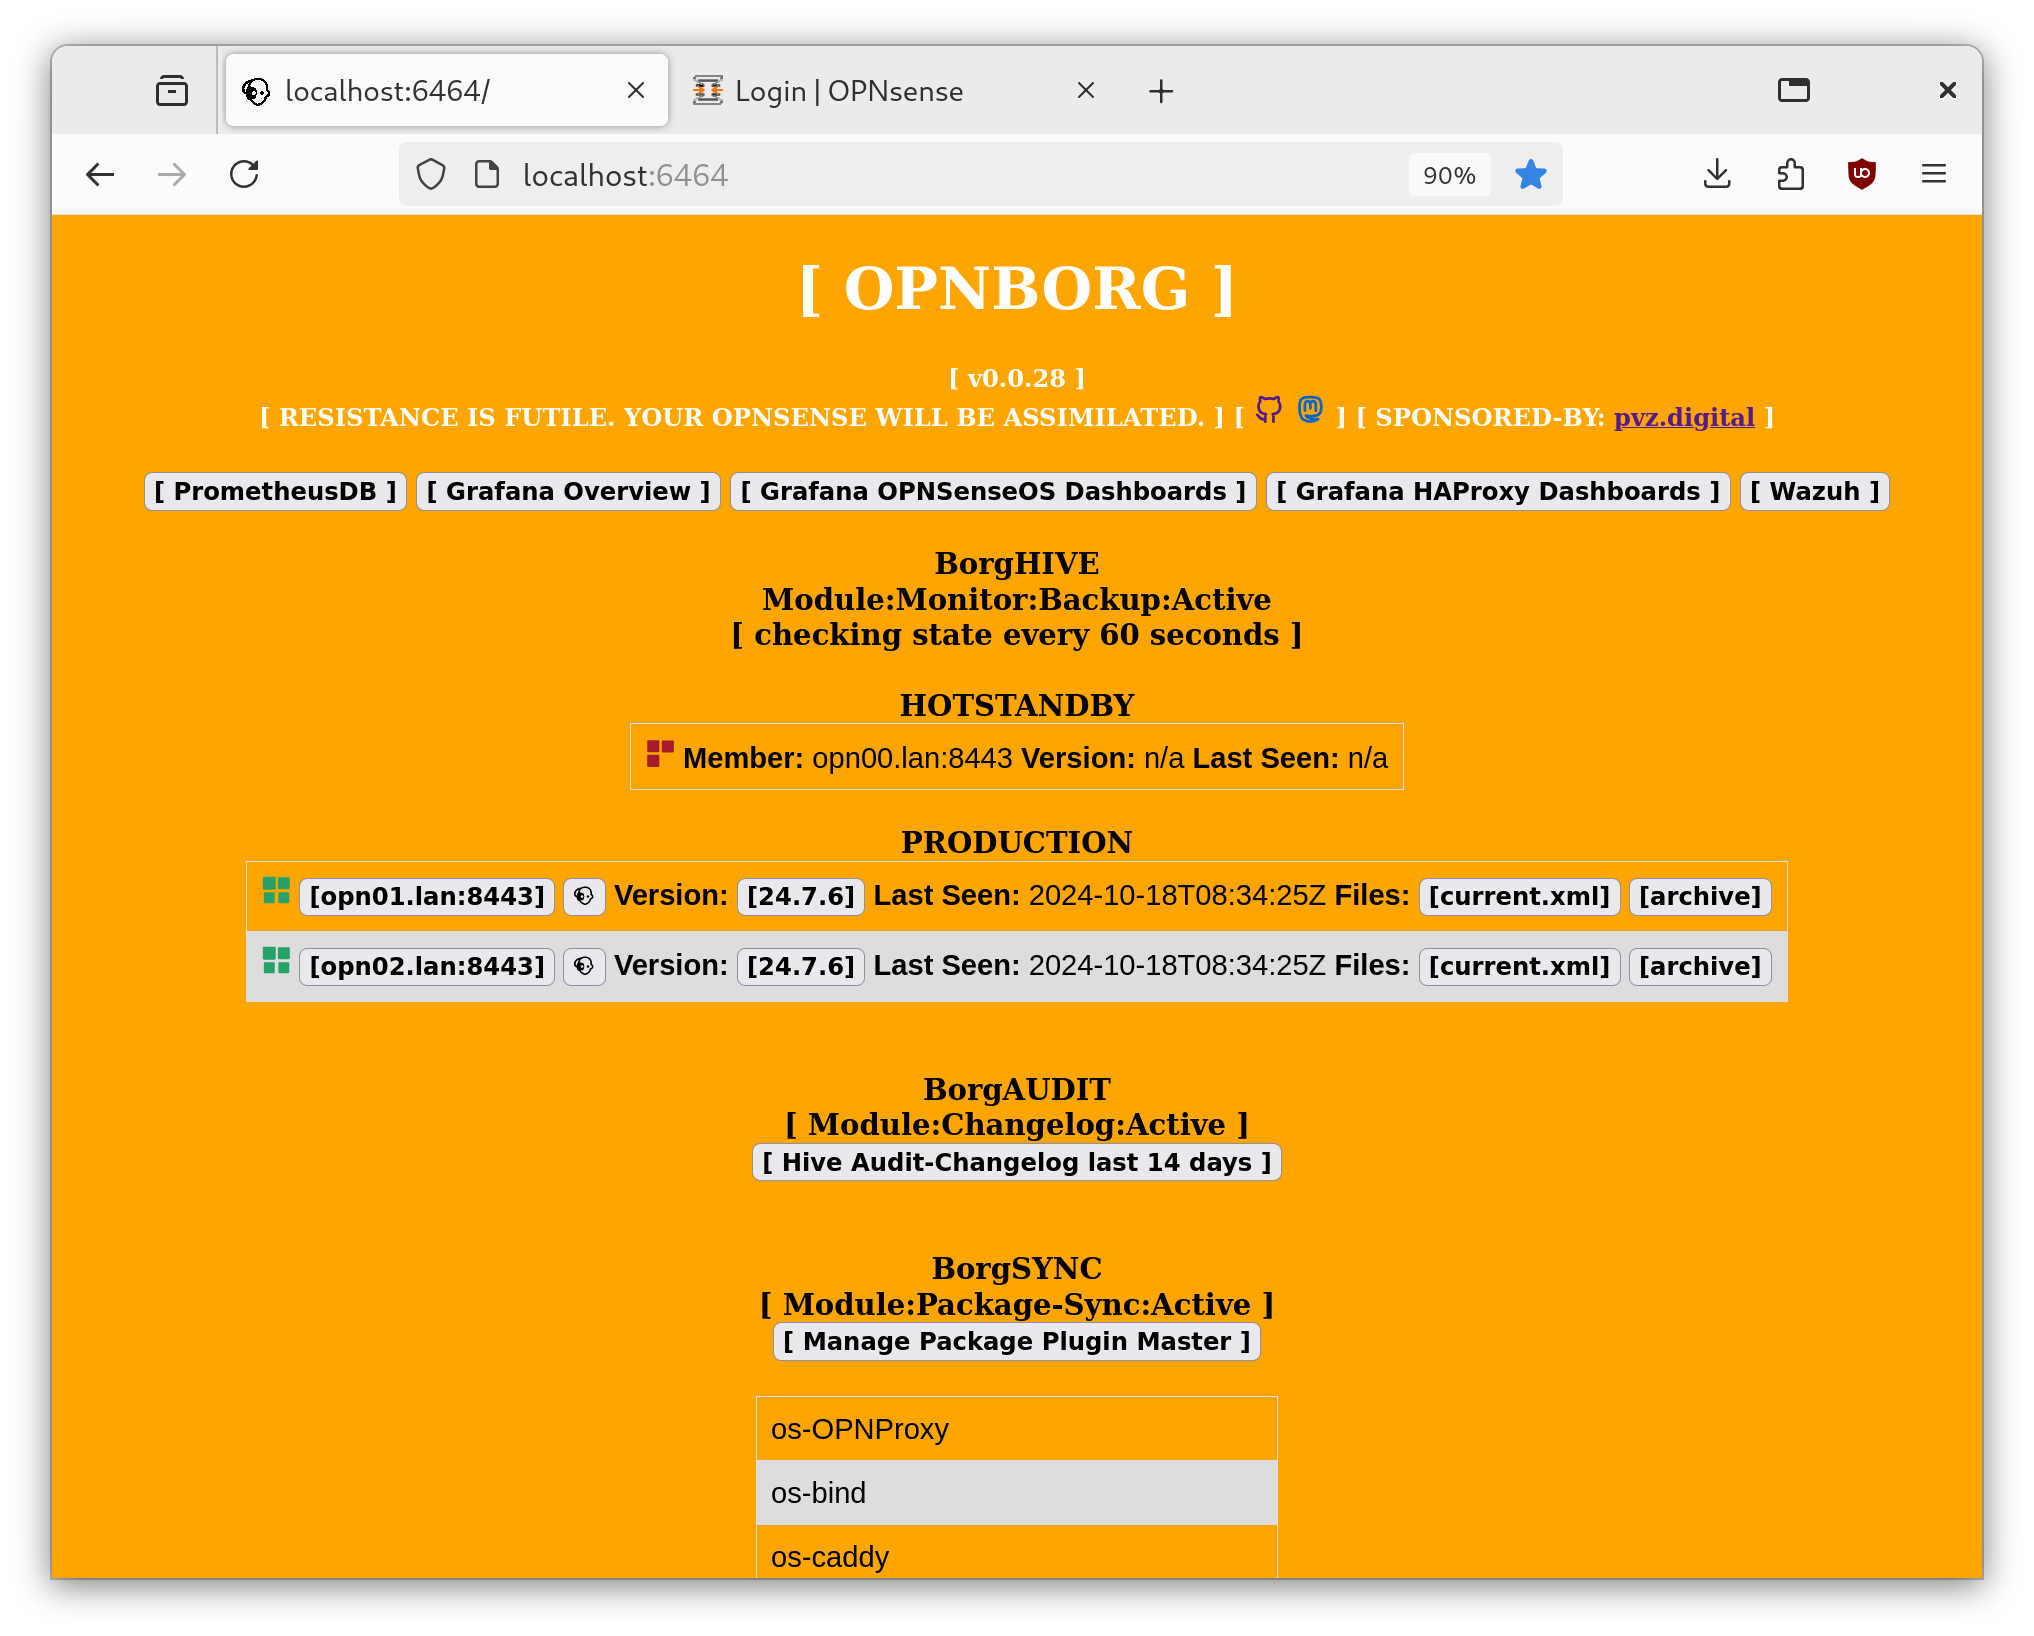 localhost:6464/
Login | OPNsense
localhost:6464
90%
[ OPNBORG ]
[ v0.0.28 ]
[ RESISTANCE IS FUTILE. YOUR OPNSENSE WILL BE ASSIMILATED. ] [ ] [ SPONSORED-BY: pvz.digital ]
[ PrometheusDB ] [ Grafana Overview ] [ Grafana OPNSenseOS Dashboards ] [ Grafana HAProxy Dashboards ] [ Wazuh ]
BorgHIVE
Module:Monitor:Backup:Active
[ checking state every 60 seconds ]
HOTSTANDBY
Member: opn00.lan:8443 Version: n/a Last Seen: n/a
PRODUCTION
[opn01.lan:8443] Version: [24.7.6] Last Seen: 2024-10-18T08:34:25Z Files: [current.xml] [archive]
[opn02.lan:8443] Version: [24.7.6] Last Seen: 2024-10-18T08:34:25Z Files: [current.xml] [archive]
BorgAUDIT
[ Module:Changelog:Active ]
[ Hive Audit-Changelog last 14 days ]
BorgSYNC
[ Module:Package-Sync:Active ]
[ Manage Package Plugin Master ]
os-OPNProxy
os-bind
os-caddy